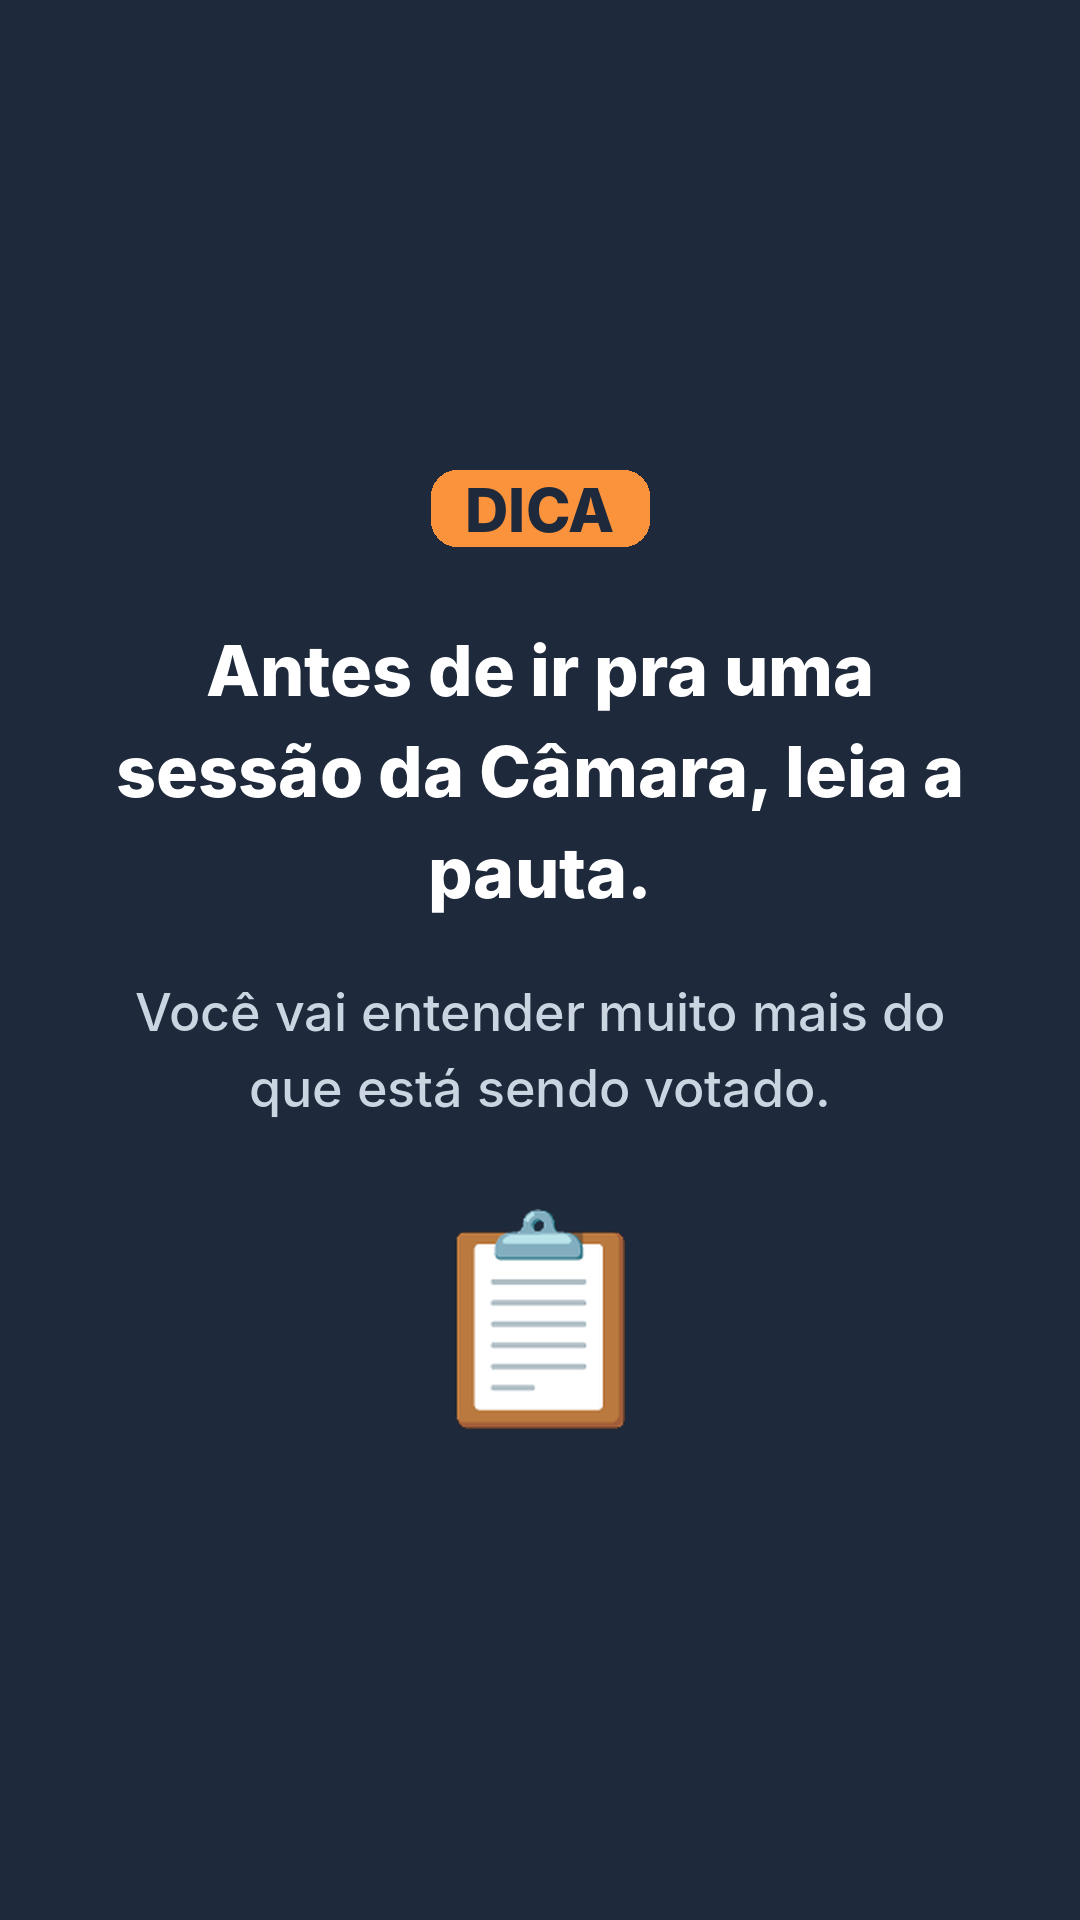 DICA
Antes de ir pra uma
sessão da Câmara, leia a
pauta.
Você vai entender muito mais do
que está sendo votado.